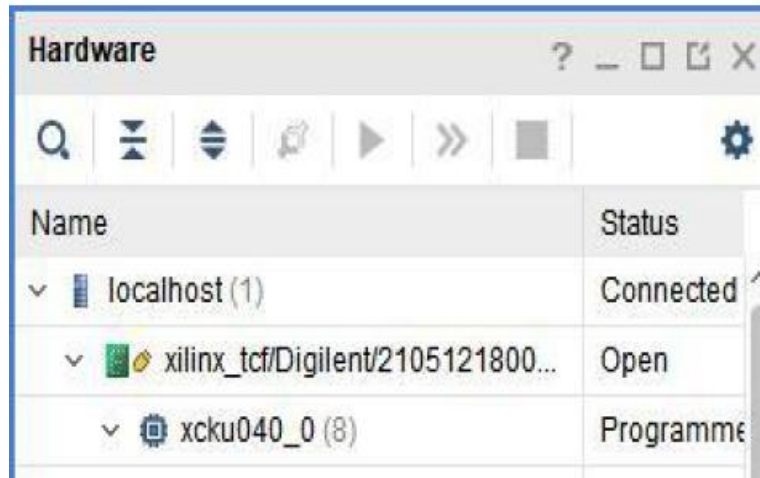 Hardware ?
Name Status
localhost (1) Connected
xilinx_tcf/Digilent/2105121800... Open
xcku040_0 (8) Programme